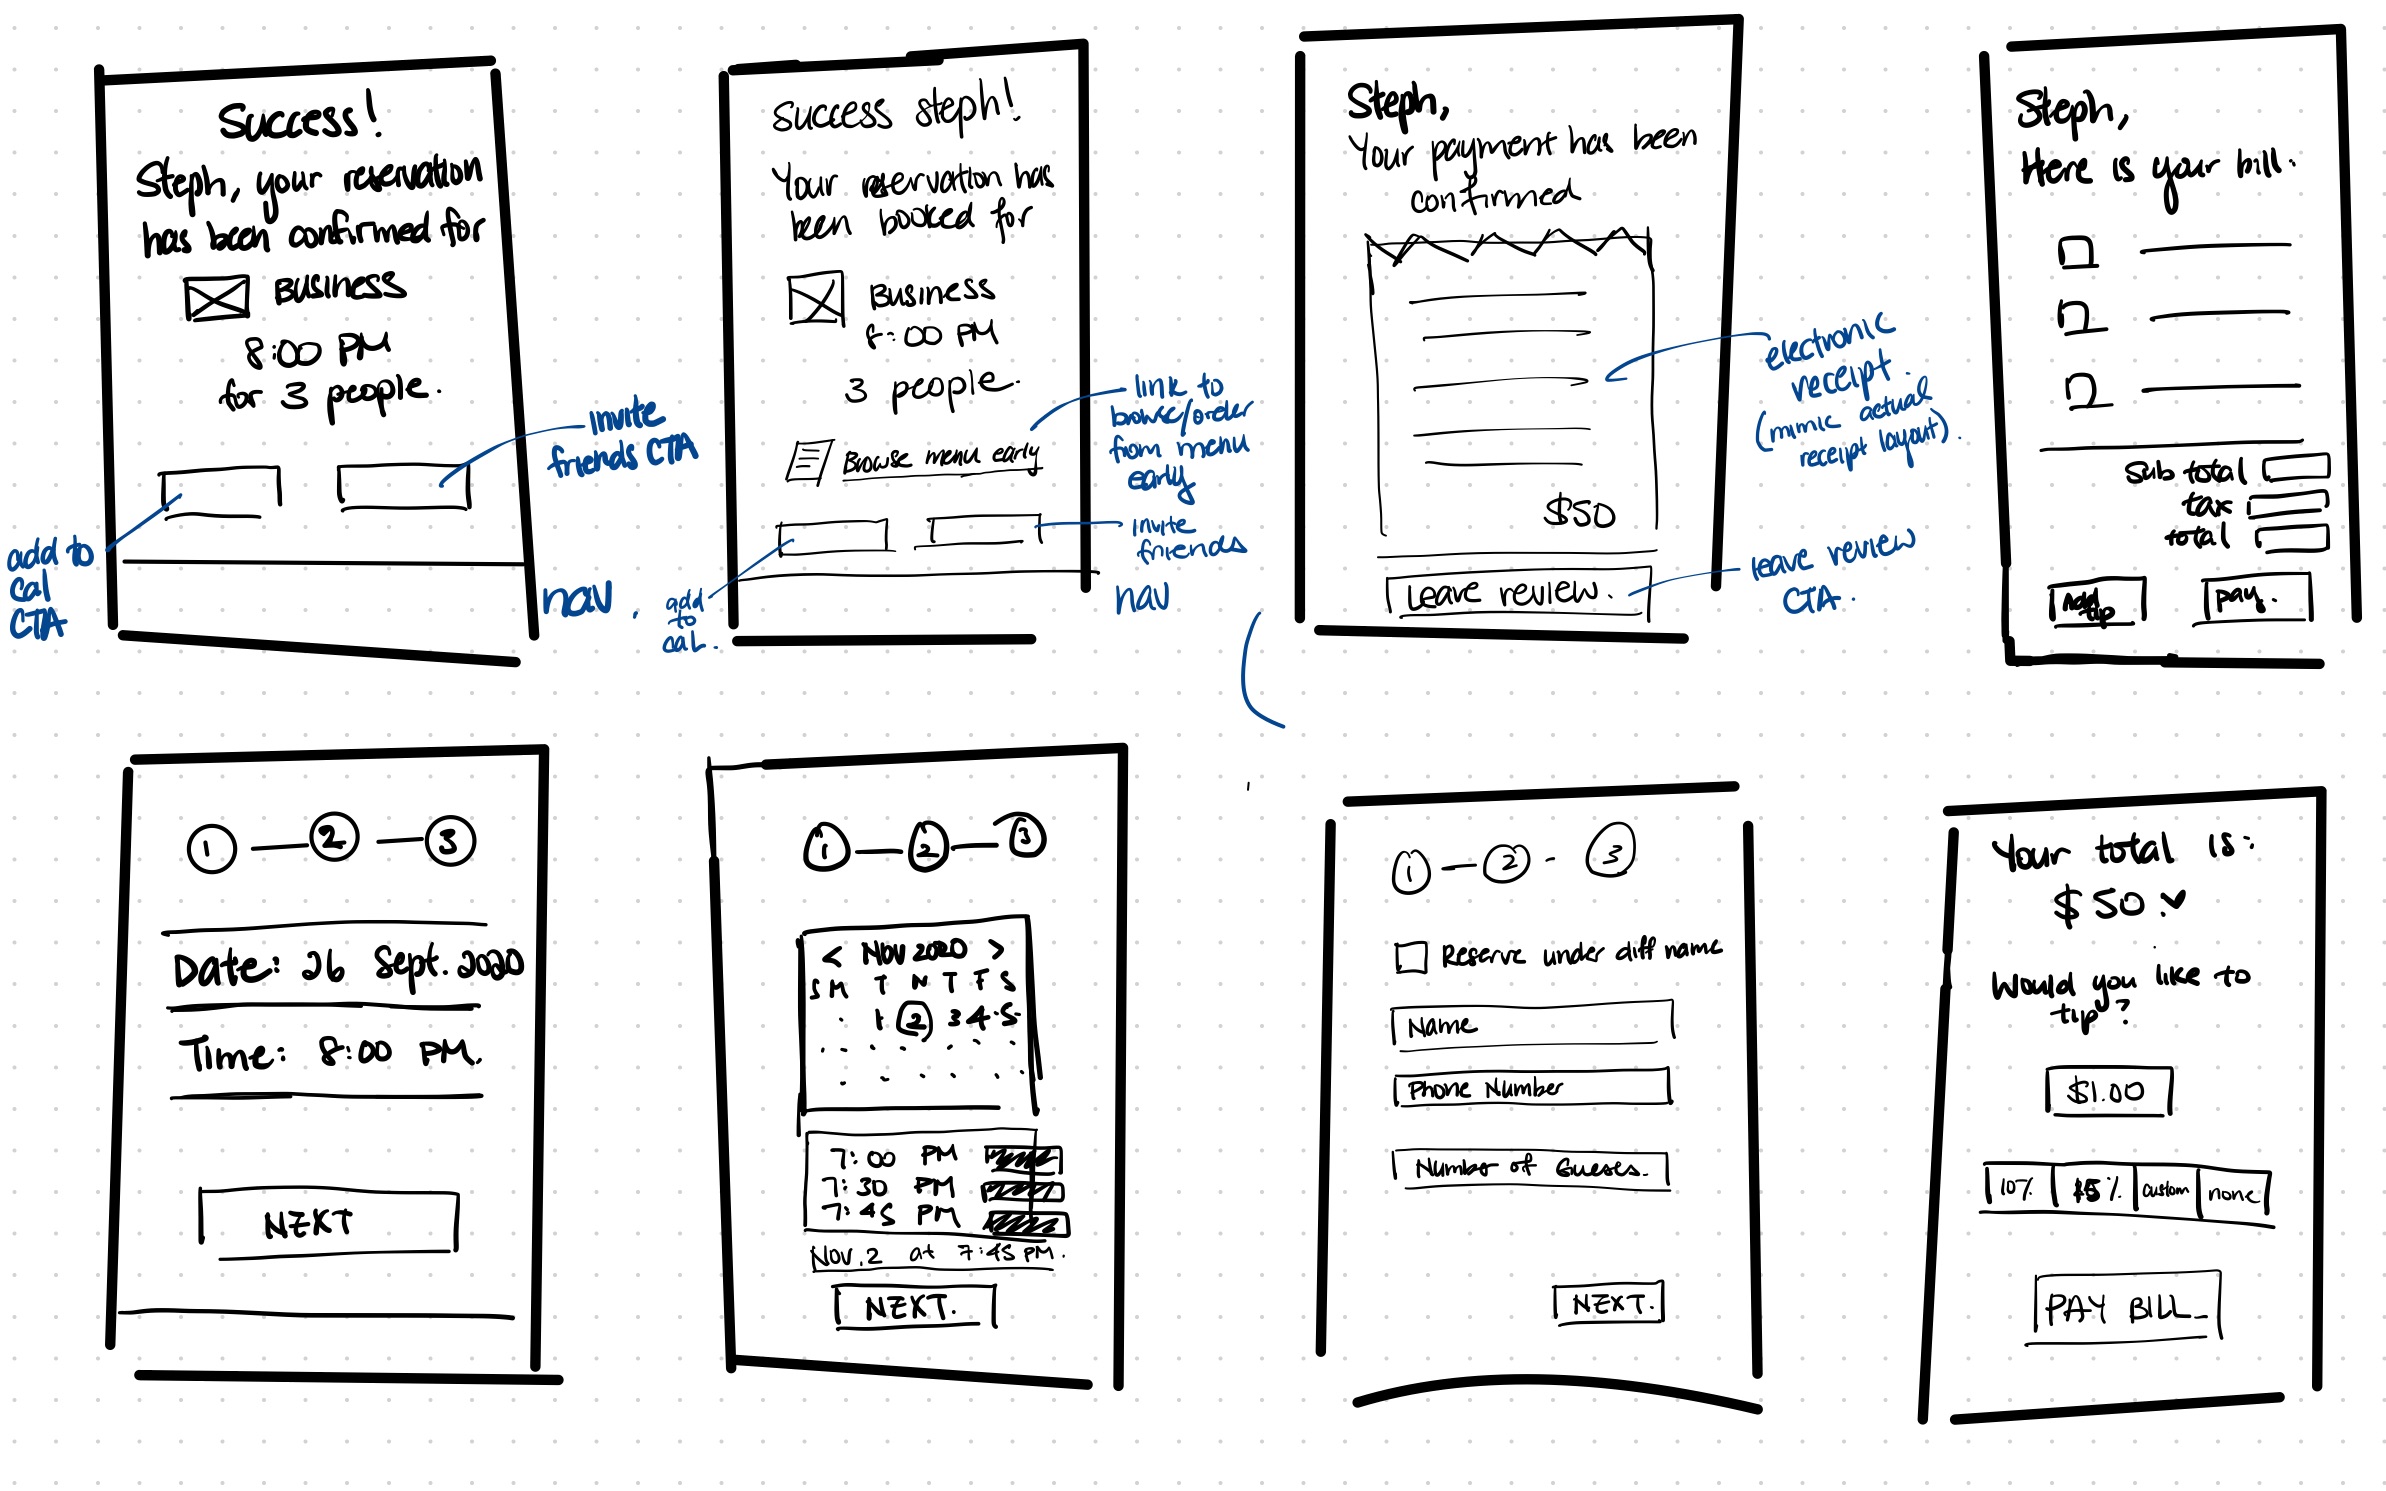 Success!
Steph, your reservation
has been confirmed for
Business
8:00 PM
for 3 people.
invite
friends CTA
add to
cal
CTA
nav.
Success Steph!
Your reservation has
been booked for
Business
8:00 PM
3 people.
Browse menu early
link to
browse/order
from menu
early
invite
friends
add
to
cal.
nav
Steph,
Your payment has been
confirmed
$50
Leave review.
electronic
receipt.
(mimic actual
receipt layout).
leave review
CTA.
Steph,
Here is your bill.
Sub total
tax
total
Add
tip
pay.
1 2 3
Date: 26 Sept. 2020
Time: 8:00 PM.
NEXT
1 2 3
< Nov 2020 >
S M T W T F S
1 2 3 4 5
7:00 PM
7:30 PM
7:45 PM
Nov. 2 at 7:45 PM.
NEXT.
1 2 3
Reserve under diff name
Name
Phone Number
Number of Guests.
NEXT.
Your total is:
$50.
Would you like to
tip?
$1.00
10% 15% custom none
PAY BILL